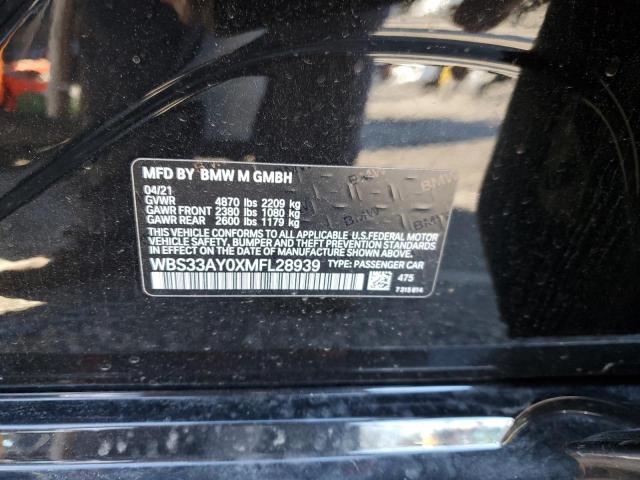 MFD BY BMW M GMBH
04/21
GVWR 4870 lbs 2209 kg
GAWR FRONT 2380 lbs 1080 kg
GAWR REAR 2600 lbs 1179 kg
THIS VEHICLE CONFORMS TO ALL APPLICABLE U.S.FEDERAL MOTOR
VEHICLE SAFETY, BUMPER AND THEFT PREVENTION STANDARDS
IN EFFECT ON THE DATE OF MANUFACTURE SHOWN ABOVE.
WBS33AY0XMFL28939 TYPE: PASSENGER CAR
475
7315814